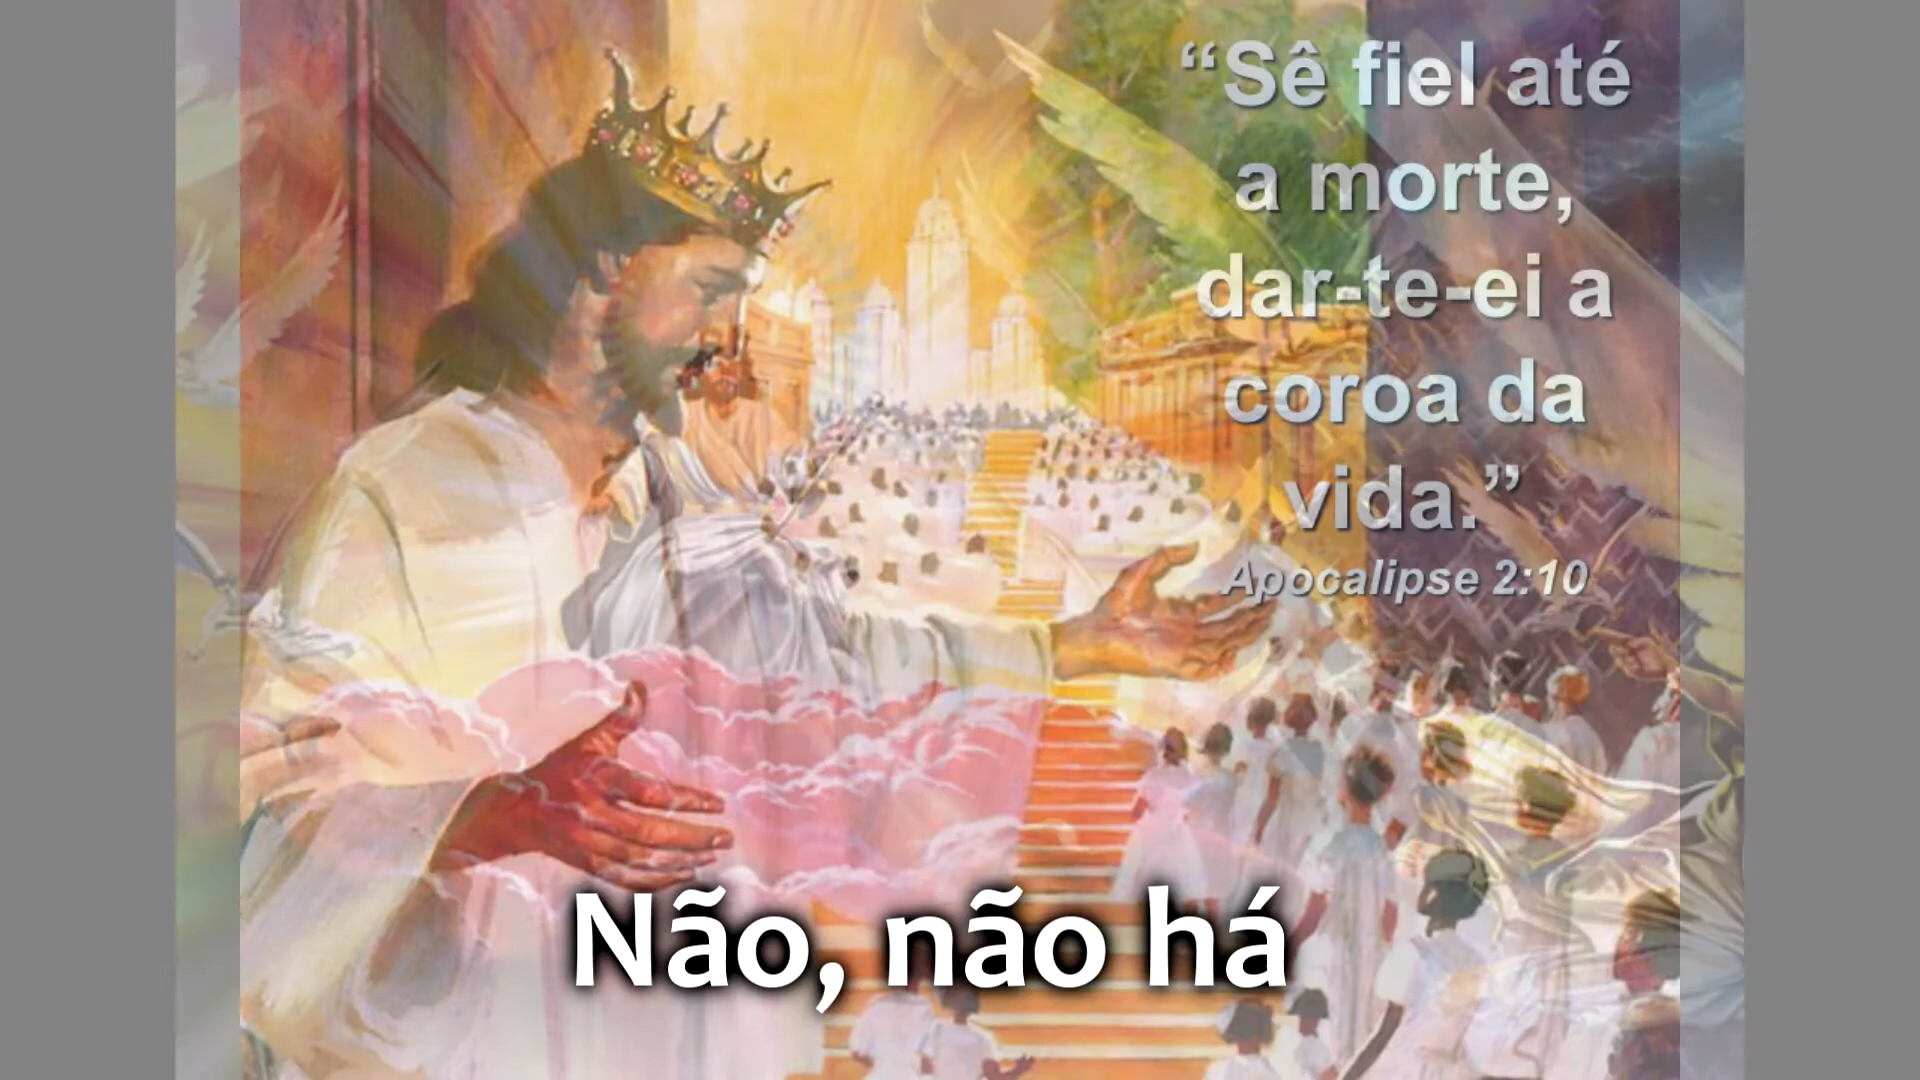 “Sê fiel até
a morte,
dar-te-ei a
coroa da
vida.”
Apocalipse 2:10
Não, não há